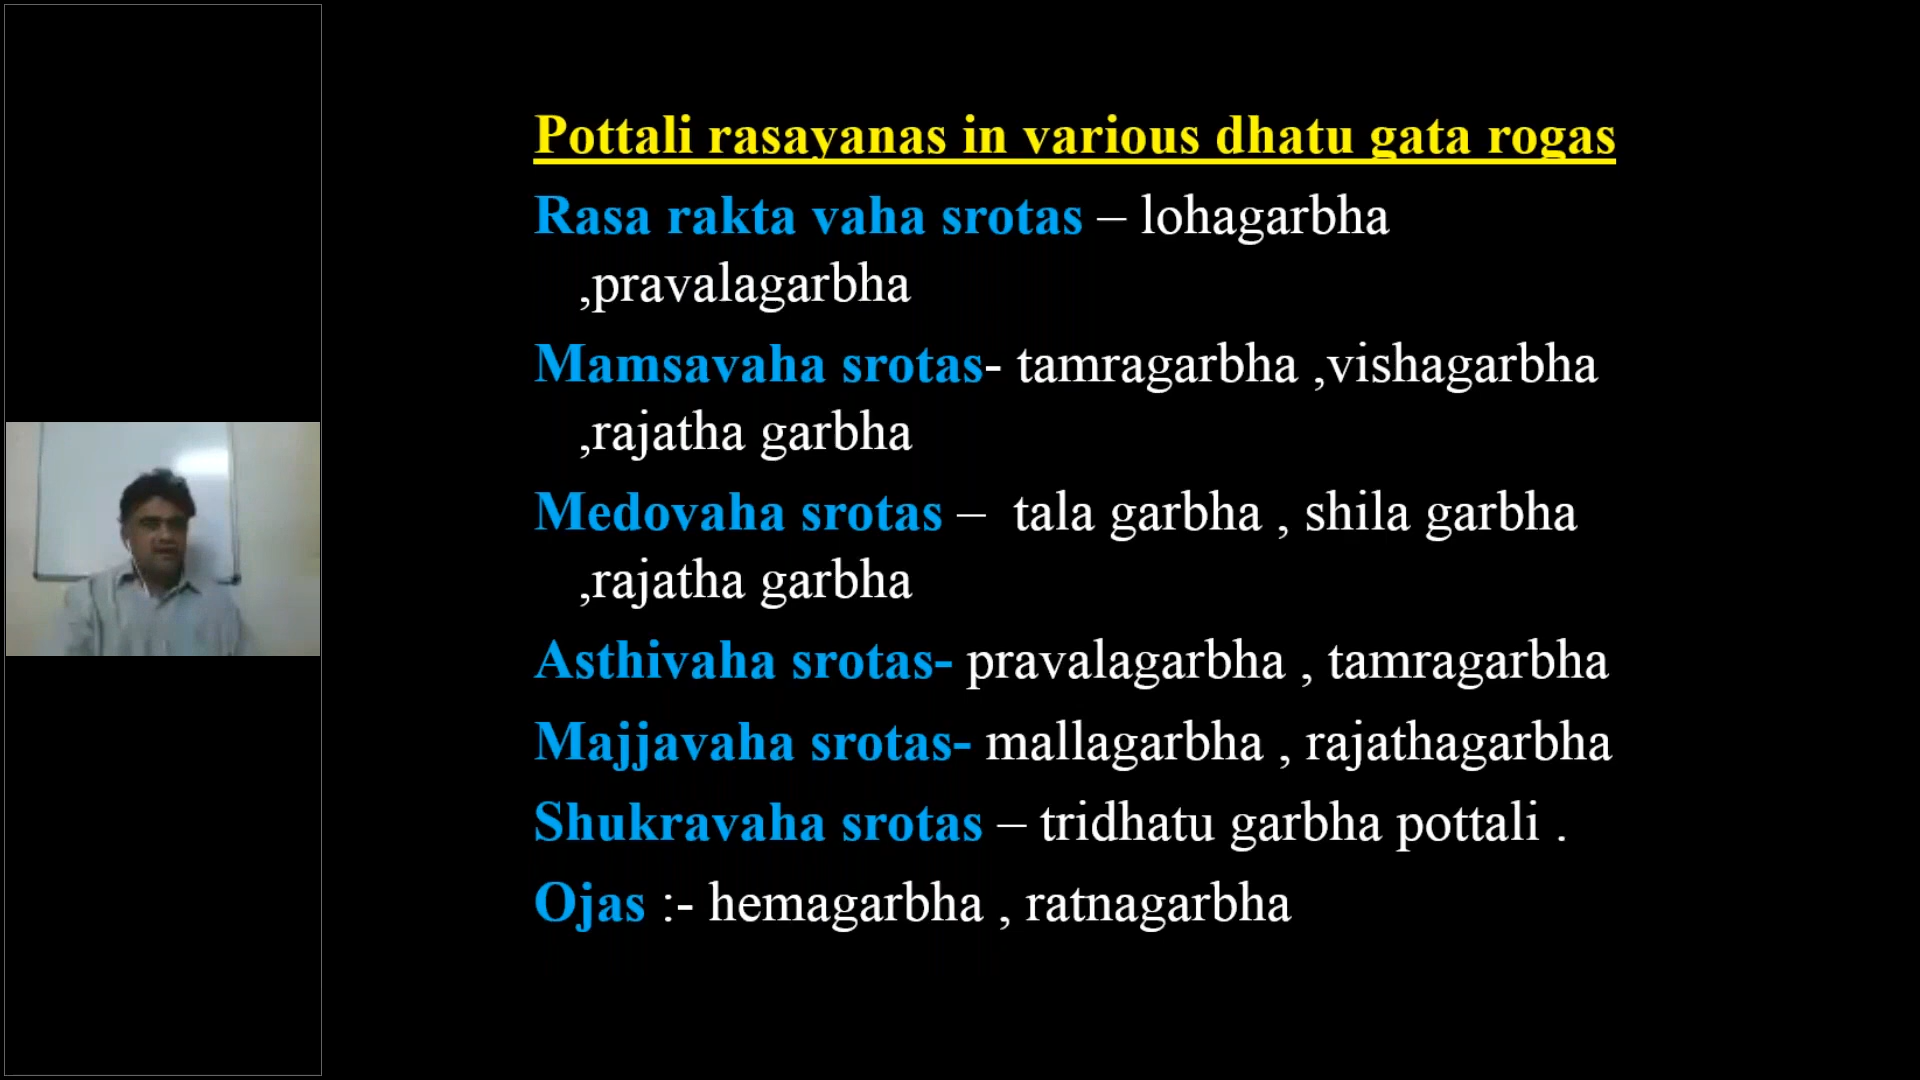 Pottali rasayanas in various dhatu gata rogas
Rasa rakta vaha srotas – lohagarbha
,pravalagarbha
Mamsavaha srotas- tamragarbha ,vishagarbha
,rajatha garbha
Medovaha srotas –  tala garbha , shila garbha
,rajatha garbha
Asthivaha srotas- pravalagarbha , tamragarbha
Majjavaha srotas- mallagarbha , rajathagarbha
Shukravaha srotas – tridhatu garbha pottali .
Ojas :- hemagarbha , ratnagarbha